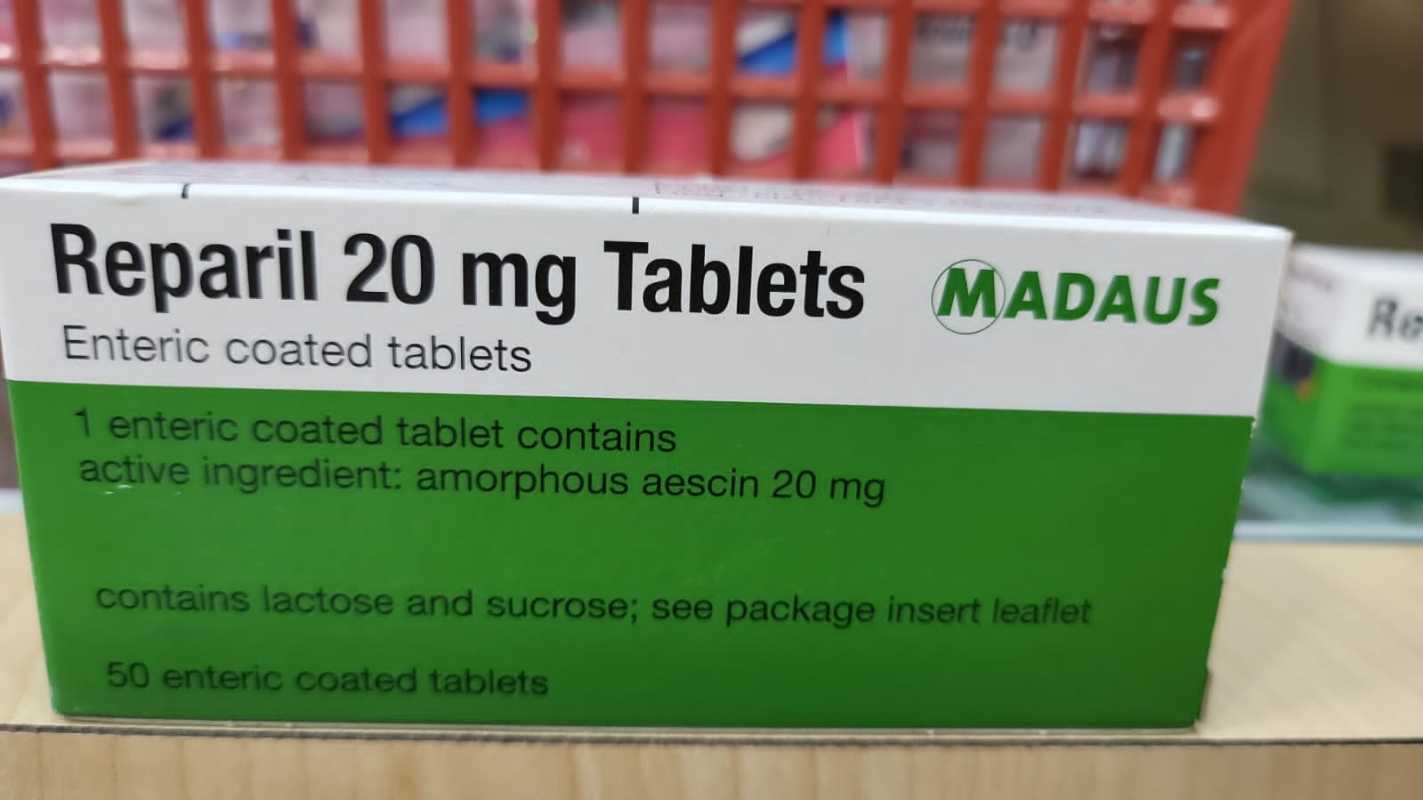 Reparil 20 mg Tablets
MADAUS
Enteric coated tablets
1 enteric coated tablet contains
active ingredient: amorphous aescin 20 mg
contains lactose and sucrose; see package insert leaflet
50 enteric coated tablets
Re